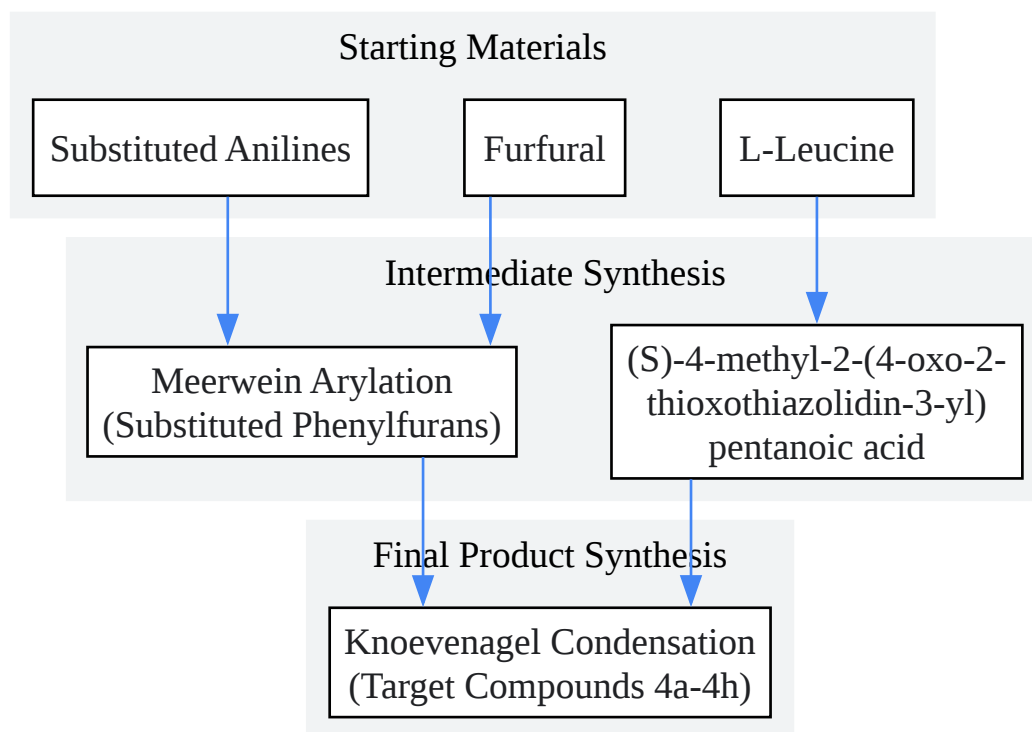 Starting Materials
Substituted Anilines
Furfural
L-Leucine
Intermediate Synthesis
Meerwein Arylation
(Substituted Phenylfurans)
(S)-4-methyl-2-(4-oxo-2-
thioxothiazolidin-3-yl)
pentanoic acid
Final Product Synthesis
Knoevenagel Condensation
(Target Compounds 4a-4h)